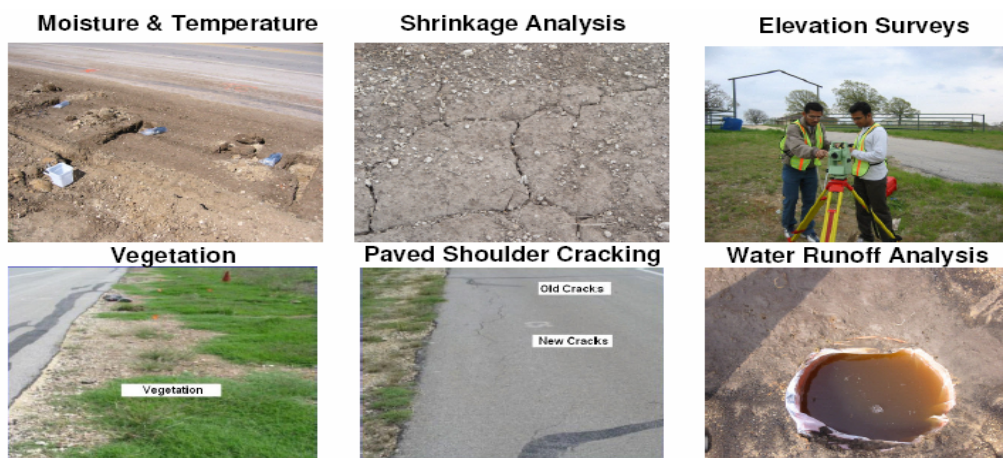 Moisture & Temperature
Shrinkage Analysis
Elevation Surveys
Vegetation
Paved Shoulder Cracking
Water Runoff Analysis
Vegetation
Old Cracks
New Cracks